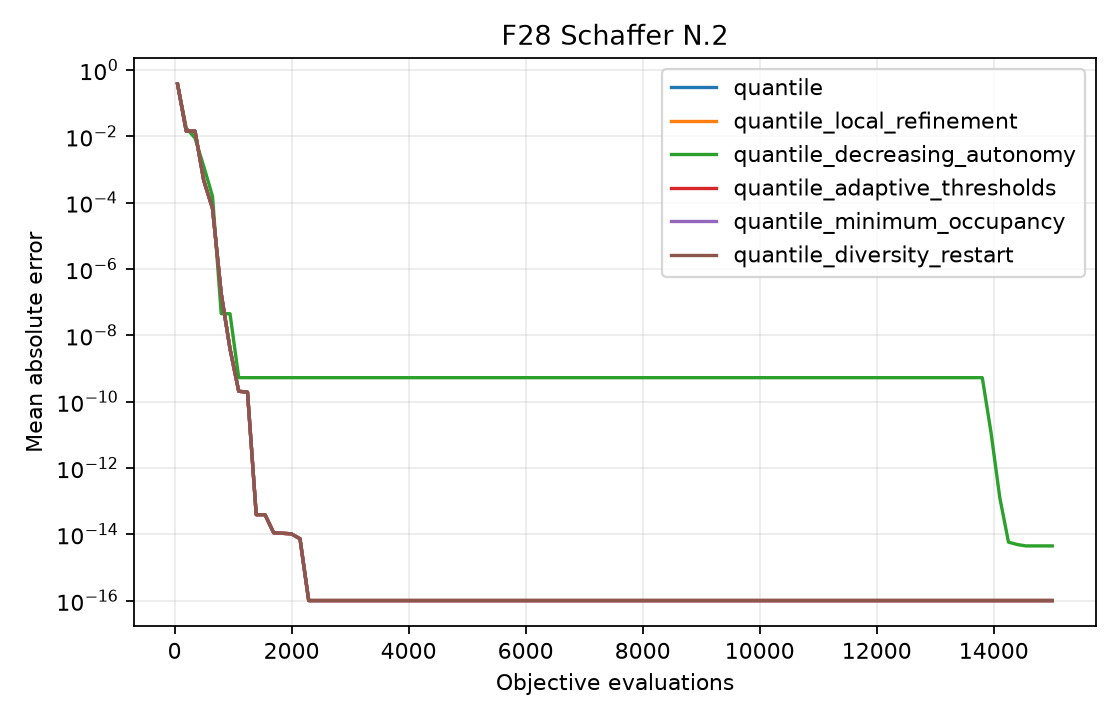 F28 Schaffer N.2
10^0
10^-2
10^-4
10^-6
10^-8
10^-10
10^-12
10^-14
10^-16
Mean absolute error
quantile
quantile_local_refinement
quantile_decreasing_autonomy
quantile_adaptive_thresholds
quantile_minimum_occupancy
quantile_diversity_restart
0 2000 4000 6000 8000 10000 12000 14000
Objective evaluations